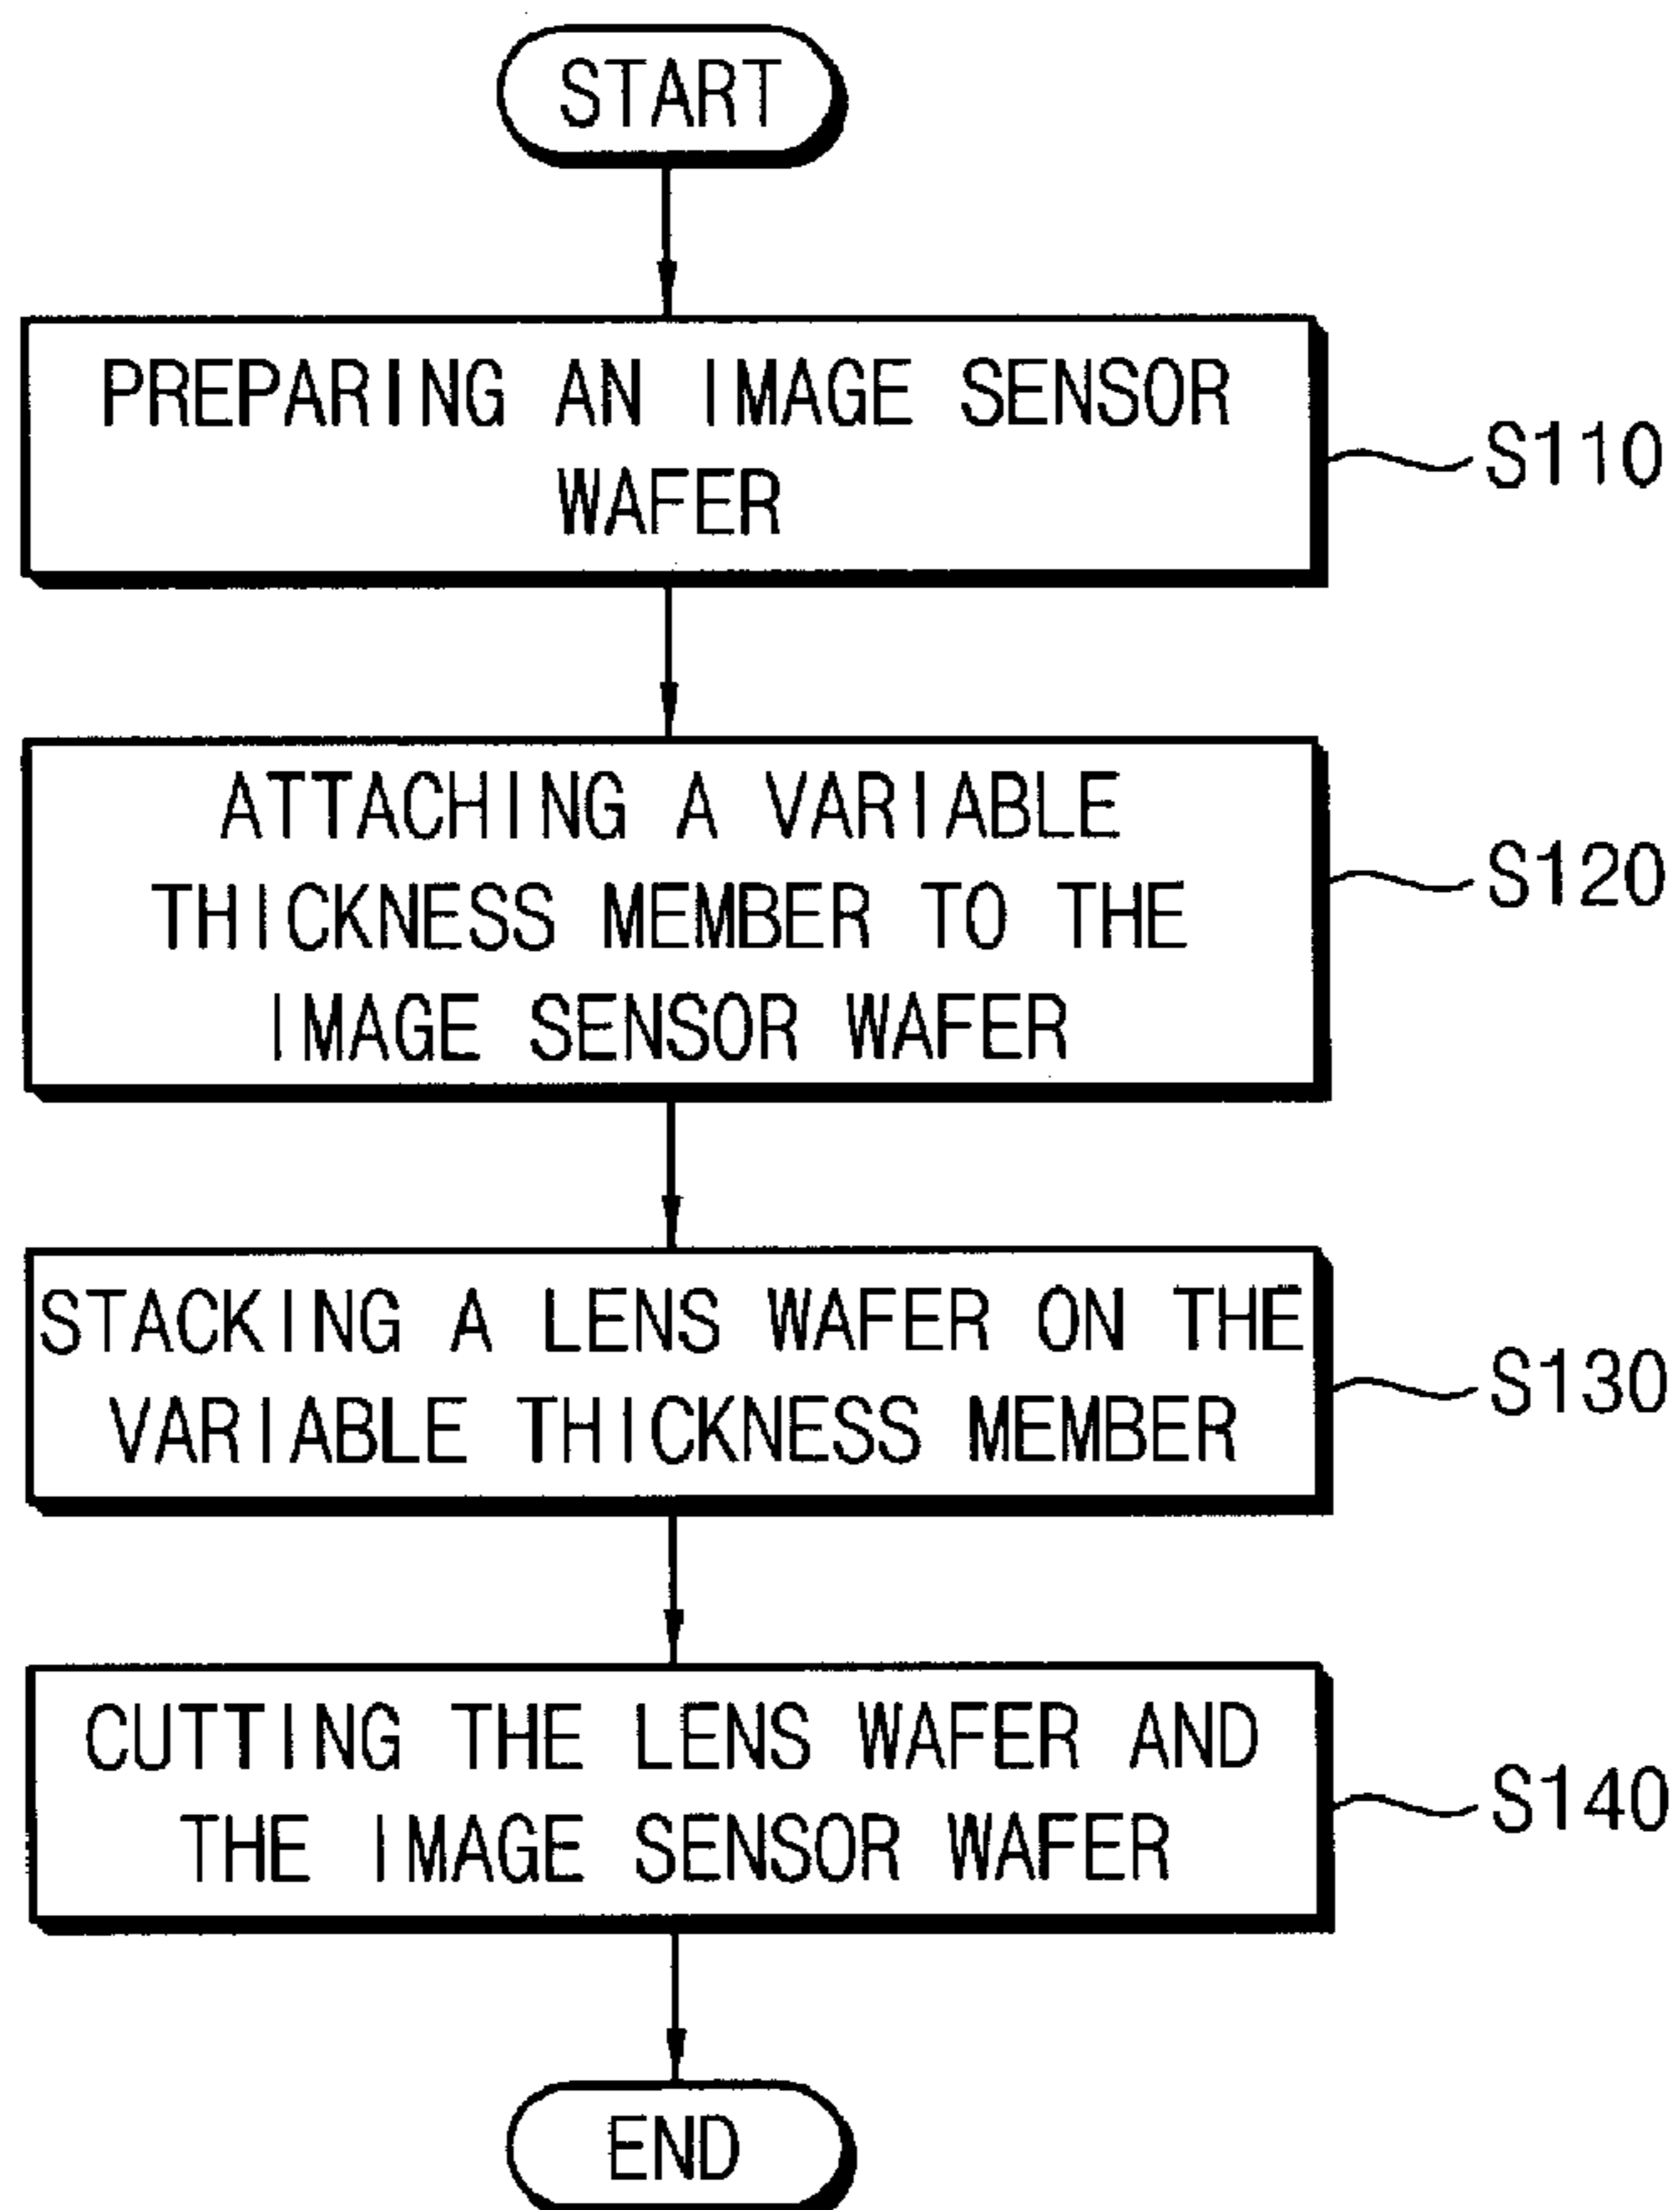 START
PREPARING AN IMAGE SENSOR
WAFER
S110
ATTACHING A VARIABLE
THICKNESS MEMBER TO THE
IMAGE SENSOR WAFER
S120
STACKING A LENS WAFER ON THE
VARIABLE THICKNESS MEMBER
S130
CUTTING THE LENS WAFER AND
THE IMAGE SENSOR WAFER
S140
END